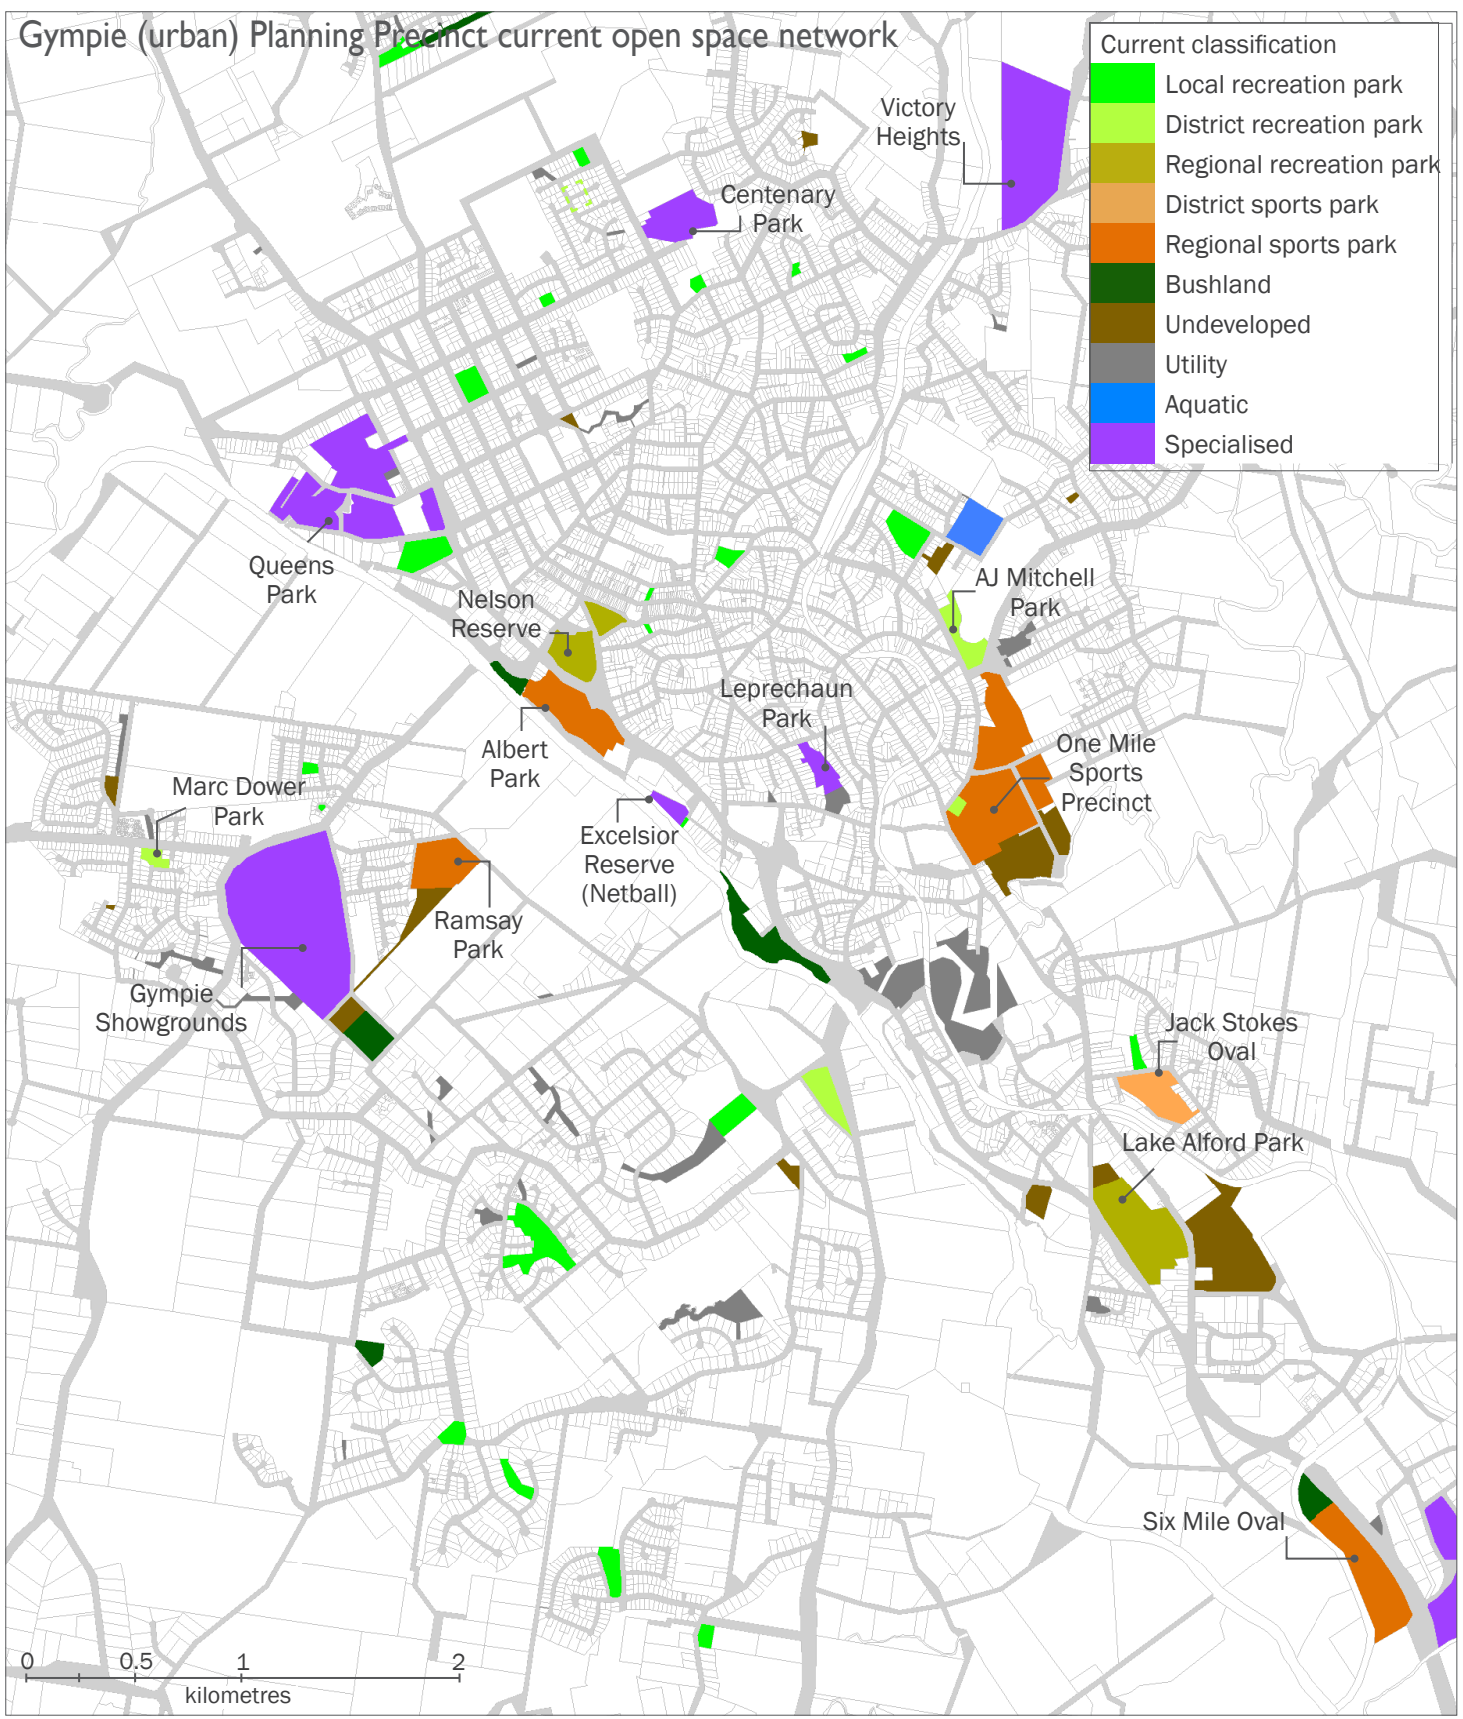 Gympie (urban) Planning Precinct current open space network
Current classification
Local recreation park
District recreation park
Regional recreation park
District sports park
Regional sports park
Bushland
Undeveloped
Utility
Aquatic
Specialised
Victory
Heights
Centenary
Park
Queens
Park
Nelson
Reserve
AJ Mitchell
Park
Leprechaun
Park
Albert
Park
One Mile
Sports
Precinct
Marc Dower
Park
Excelsior
Reserve
(Netball)
Ramsay
Park
Gympie
Showgrounds
Jack Stokes
Oval
Lake Alford Park
Six Mile Oval
0 0.5 1 2
kilometres